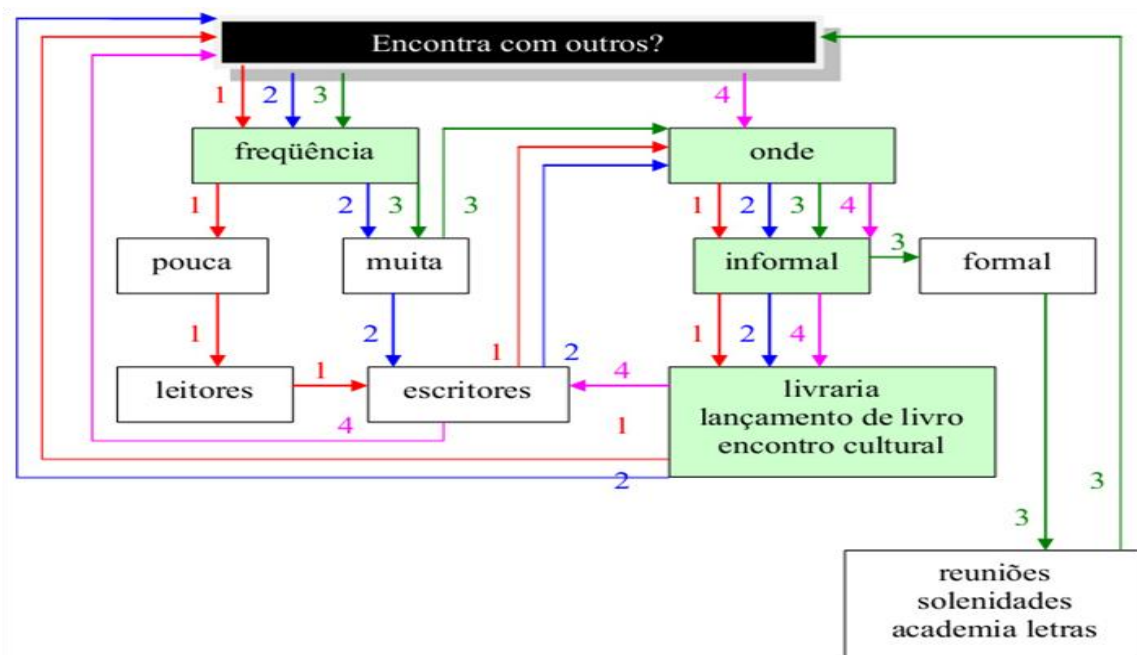 Encontra com outros?
1 2 3 4
freqüência onde
1 2 3 3 1 2 3 4
pouca muita informal 3 formal
1 2 1 2 1 2 4
leitores 1 escritores 4 livraria
lançamento de livro
encontro cultural
4 1
2
3 3
reuniões
solenidades
academia letras